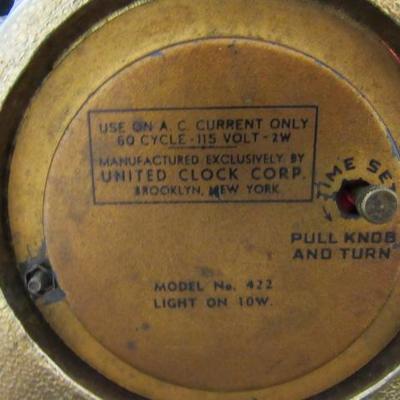 USE ON A. C. CURRENT ONLY
60 CYCLE - 115 VOLT - 2W
MANUFACTURED EXCLUSIVELY BY
UNITED CLOCK CORP.
BROOKLYN, NEW YORK
TIME SET
PULL KNOB
AND TURN
MODEL No. 422
LIGHT ON 10W.